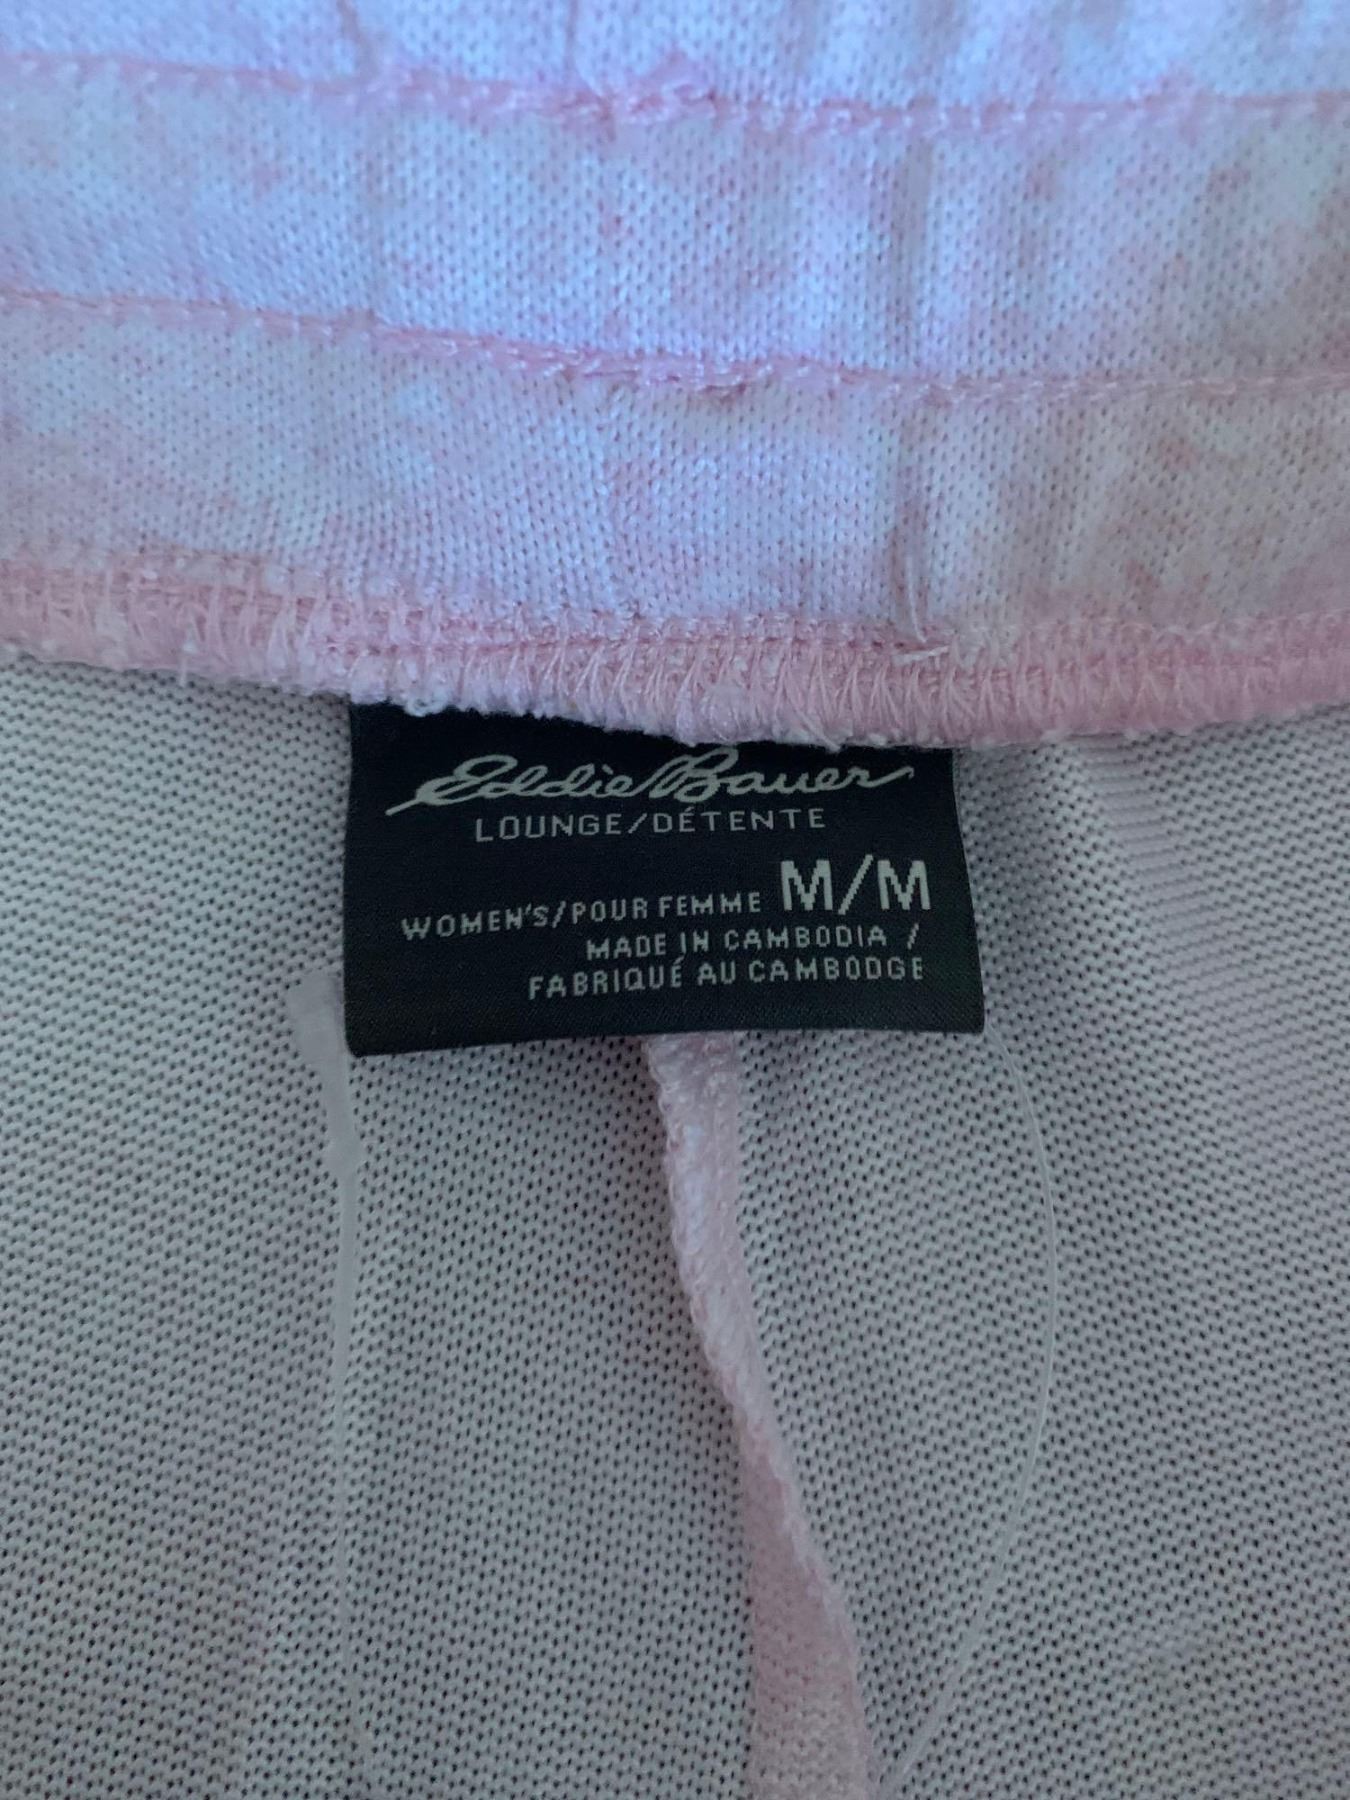 Eddie Bauer
LOUNGE/DÉTENTE
WOMEN'S/POUR FEMME M/M
MADE IN CAMBODIA /
FABRIQUÉ AU CAMBODGE